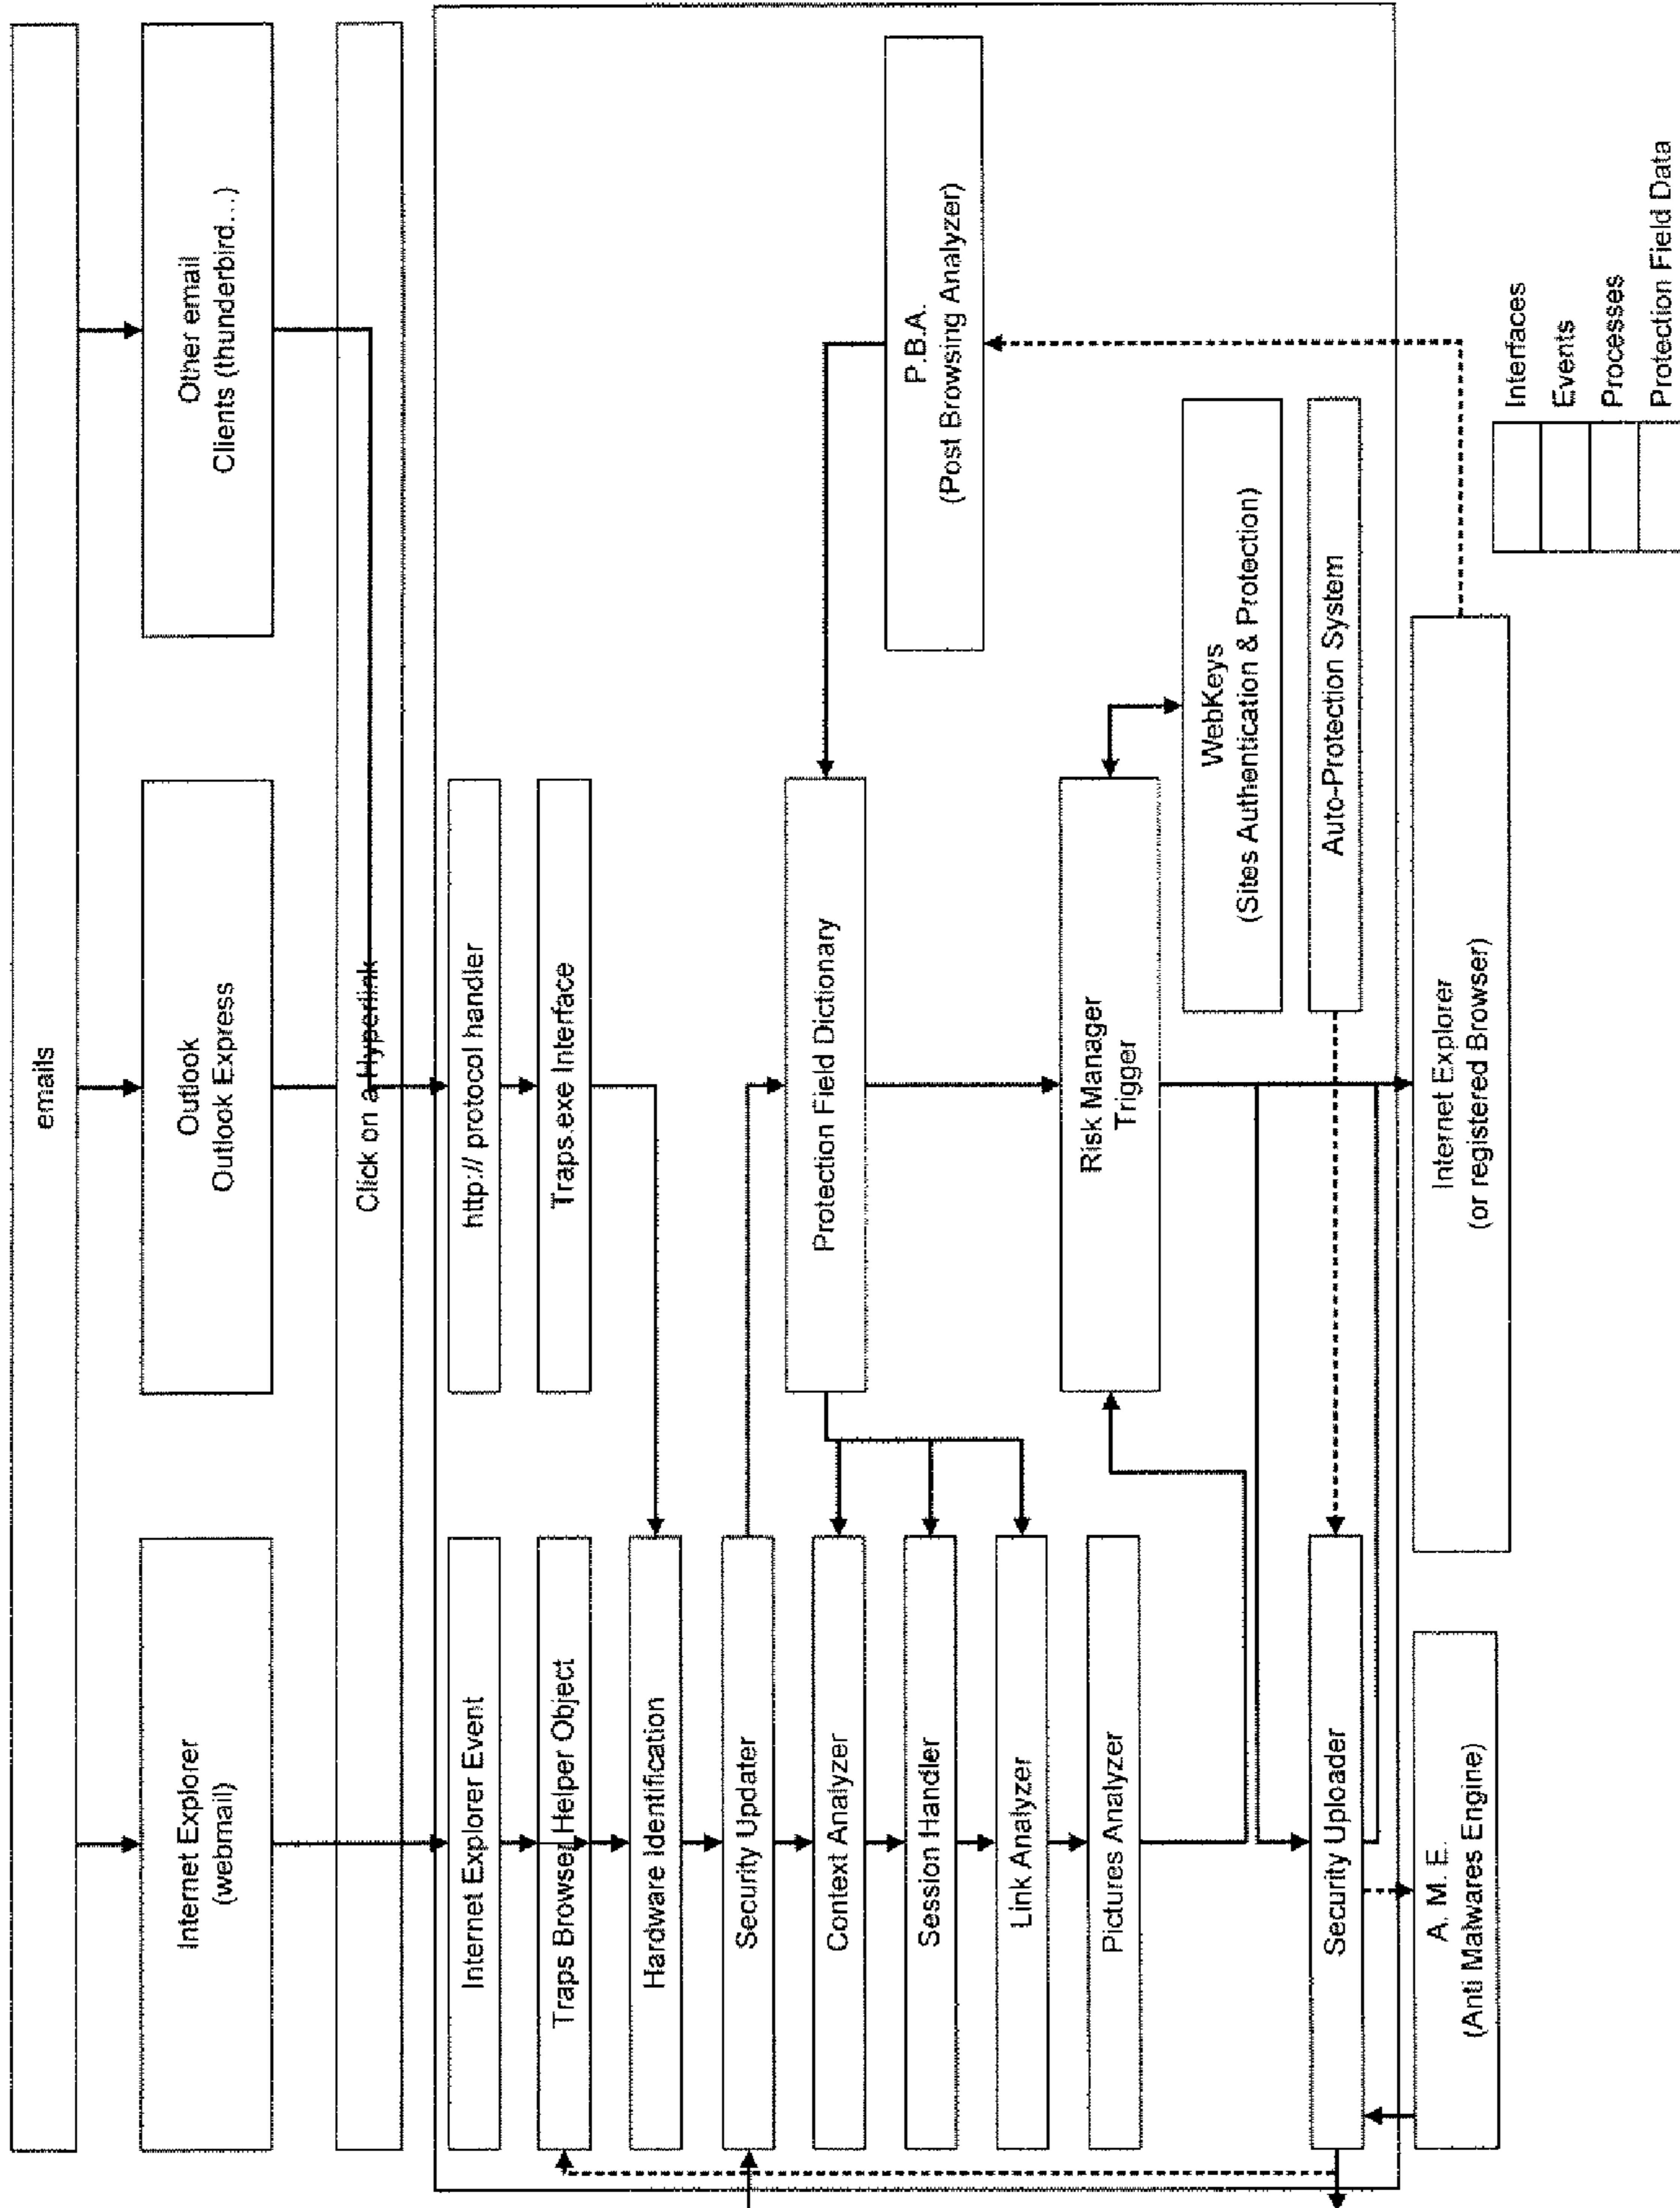 emails
Internet Explorer
(webmail)
Outlook
Outlook Express
Other email
Clients (thunderbird...)
Click on a Hyperlink
Internet Explorer Event
http:// protocol handler
Traps Browser Helper Object
Traps.exe Interface
Hardware Identification
Security Updater
Context Analyzer
Session Handler
Link Analyzer
Pictures Analyzer
Protection Field Dictionary
P.B.A.
(Post Browsing Analyzer)
Risk Manager
Trigger
WebKeys
(Sites Authentication & Protection)
Security Uploader
Auto-Protection System
A. M. E.
(Anti Malwares Engine)
Internet Explorer
(or registered Browser)
Interfaces
Events
Processes
Protection Field Data